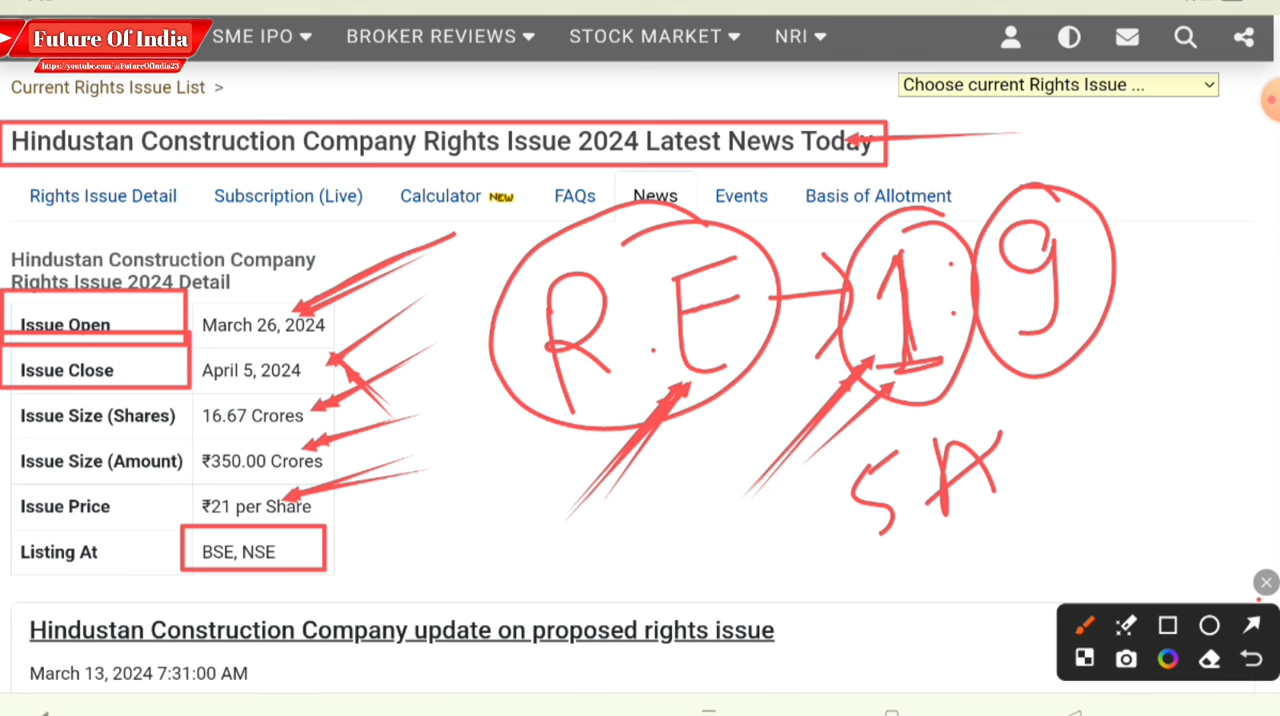 Future Of India
SME IPO BROKER REVIEWS STOCK MARKET NRI
https://youtube.com/@FutureOfIndia23
Current Rights Issue List >
Choose current Rights Issue ...
Hindustan Construction Company Rights Issue 2024 Latest News Today
Rights Issue Detail Subscription (Live) Calculator NEW FAQs News Events Basis of Allotment
Hindustan Construction Company
Rights Issue 2024 Detail
Issue Open March 26, 2024
Issue Close April 5, 2024
Issue Size (Shares) 16.67 Crores
Issue Size (Amount) ₹350.00 Crores
Issue Price ₹21 per Share
Listing At BSE, NSE
R.E 1:9
Hindustan Construction Company update on proposed rights issue
March 13, 2024 7:31:00 AM